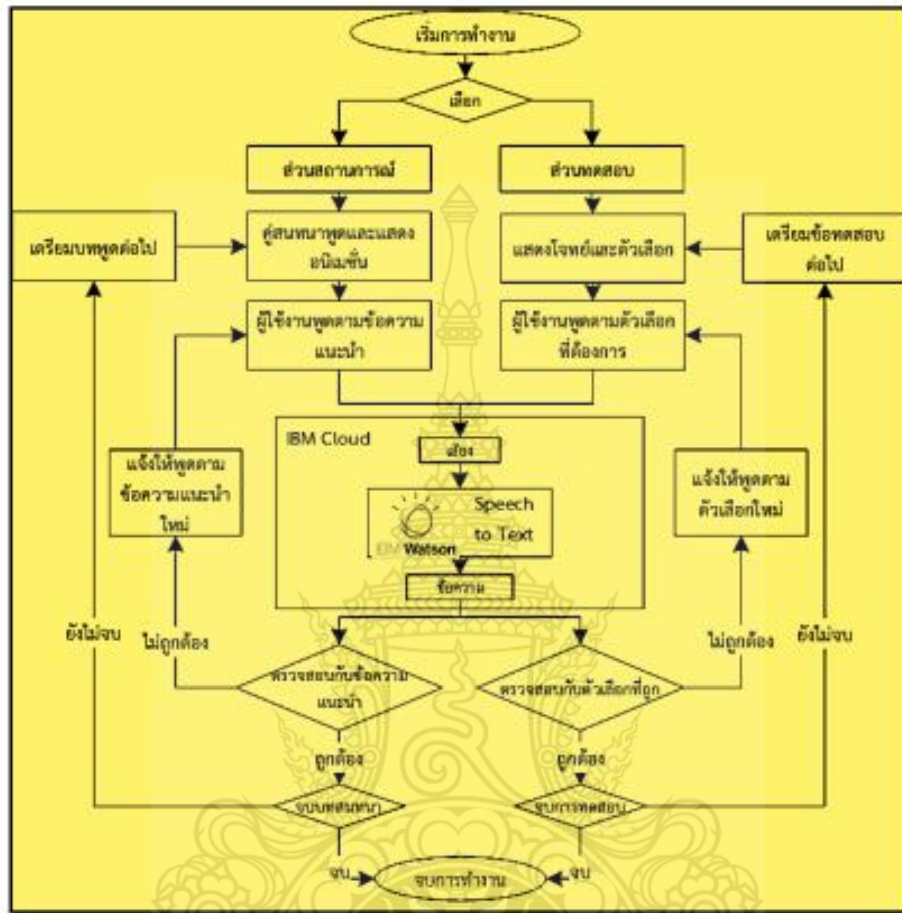 เริ่มการทำงาน
เลือก
ส่วนสถานการณ์
ส่วนทดสอบ
เตรียมบทพูดต่อไป
คู่สนทนาพูดและแสดง
อนิเมชั่น
แสดงโจทย์และตัวเลือก
เตรียมข้อทดสอบ
ต่อไป
ผู้ใช้งานพูดตามข้อความ
แนะนำ
ผู้ใช้งานพูดตามตัวเลือก
ที่ต้องการ
IBM Cloud
เสียง
แจ้งให้พูดตาม
ข้อความแนะนำ
ใหม่
Speech
to Text
Watson
แจ้งให้พูดตาม
ตัวเลือกใหม่
ข้อความ
ยังไม่จบ
ไม่ถูกต้อง
ไม่ถูกต้อง
ยังไม่จบ
ตรวจสอบกับข้อความ
แนะนำ
ตรวจสอบกับตัวเลือกที่ถูก
ถูกต้อง
ถูกต้อง
จบบทสนทนา
จบการทดสอบ
จบ
จบการทำงาน
จบ